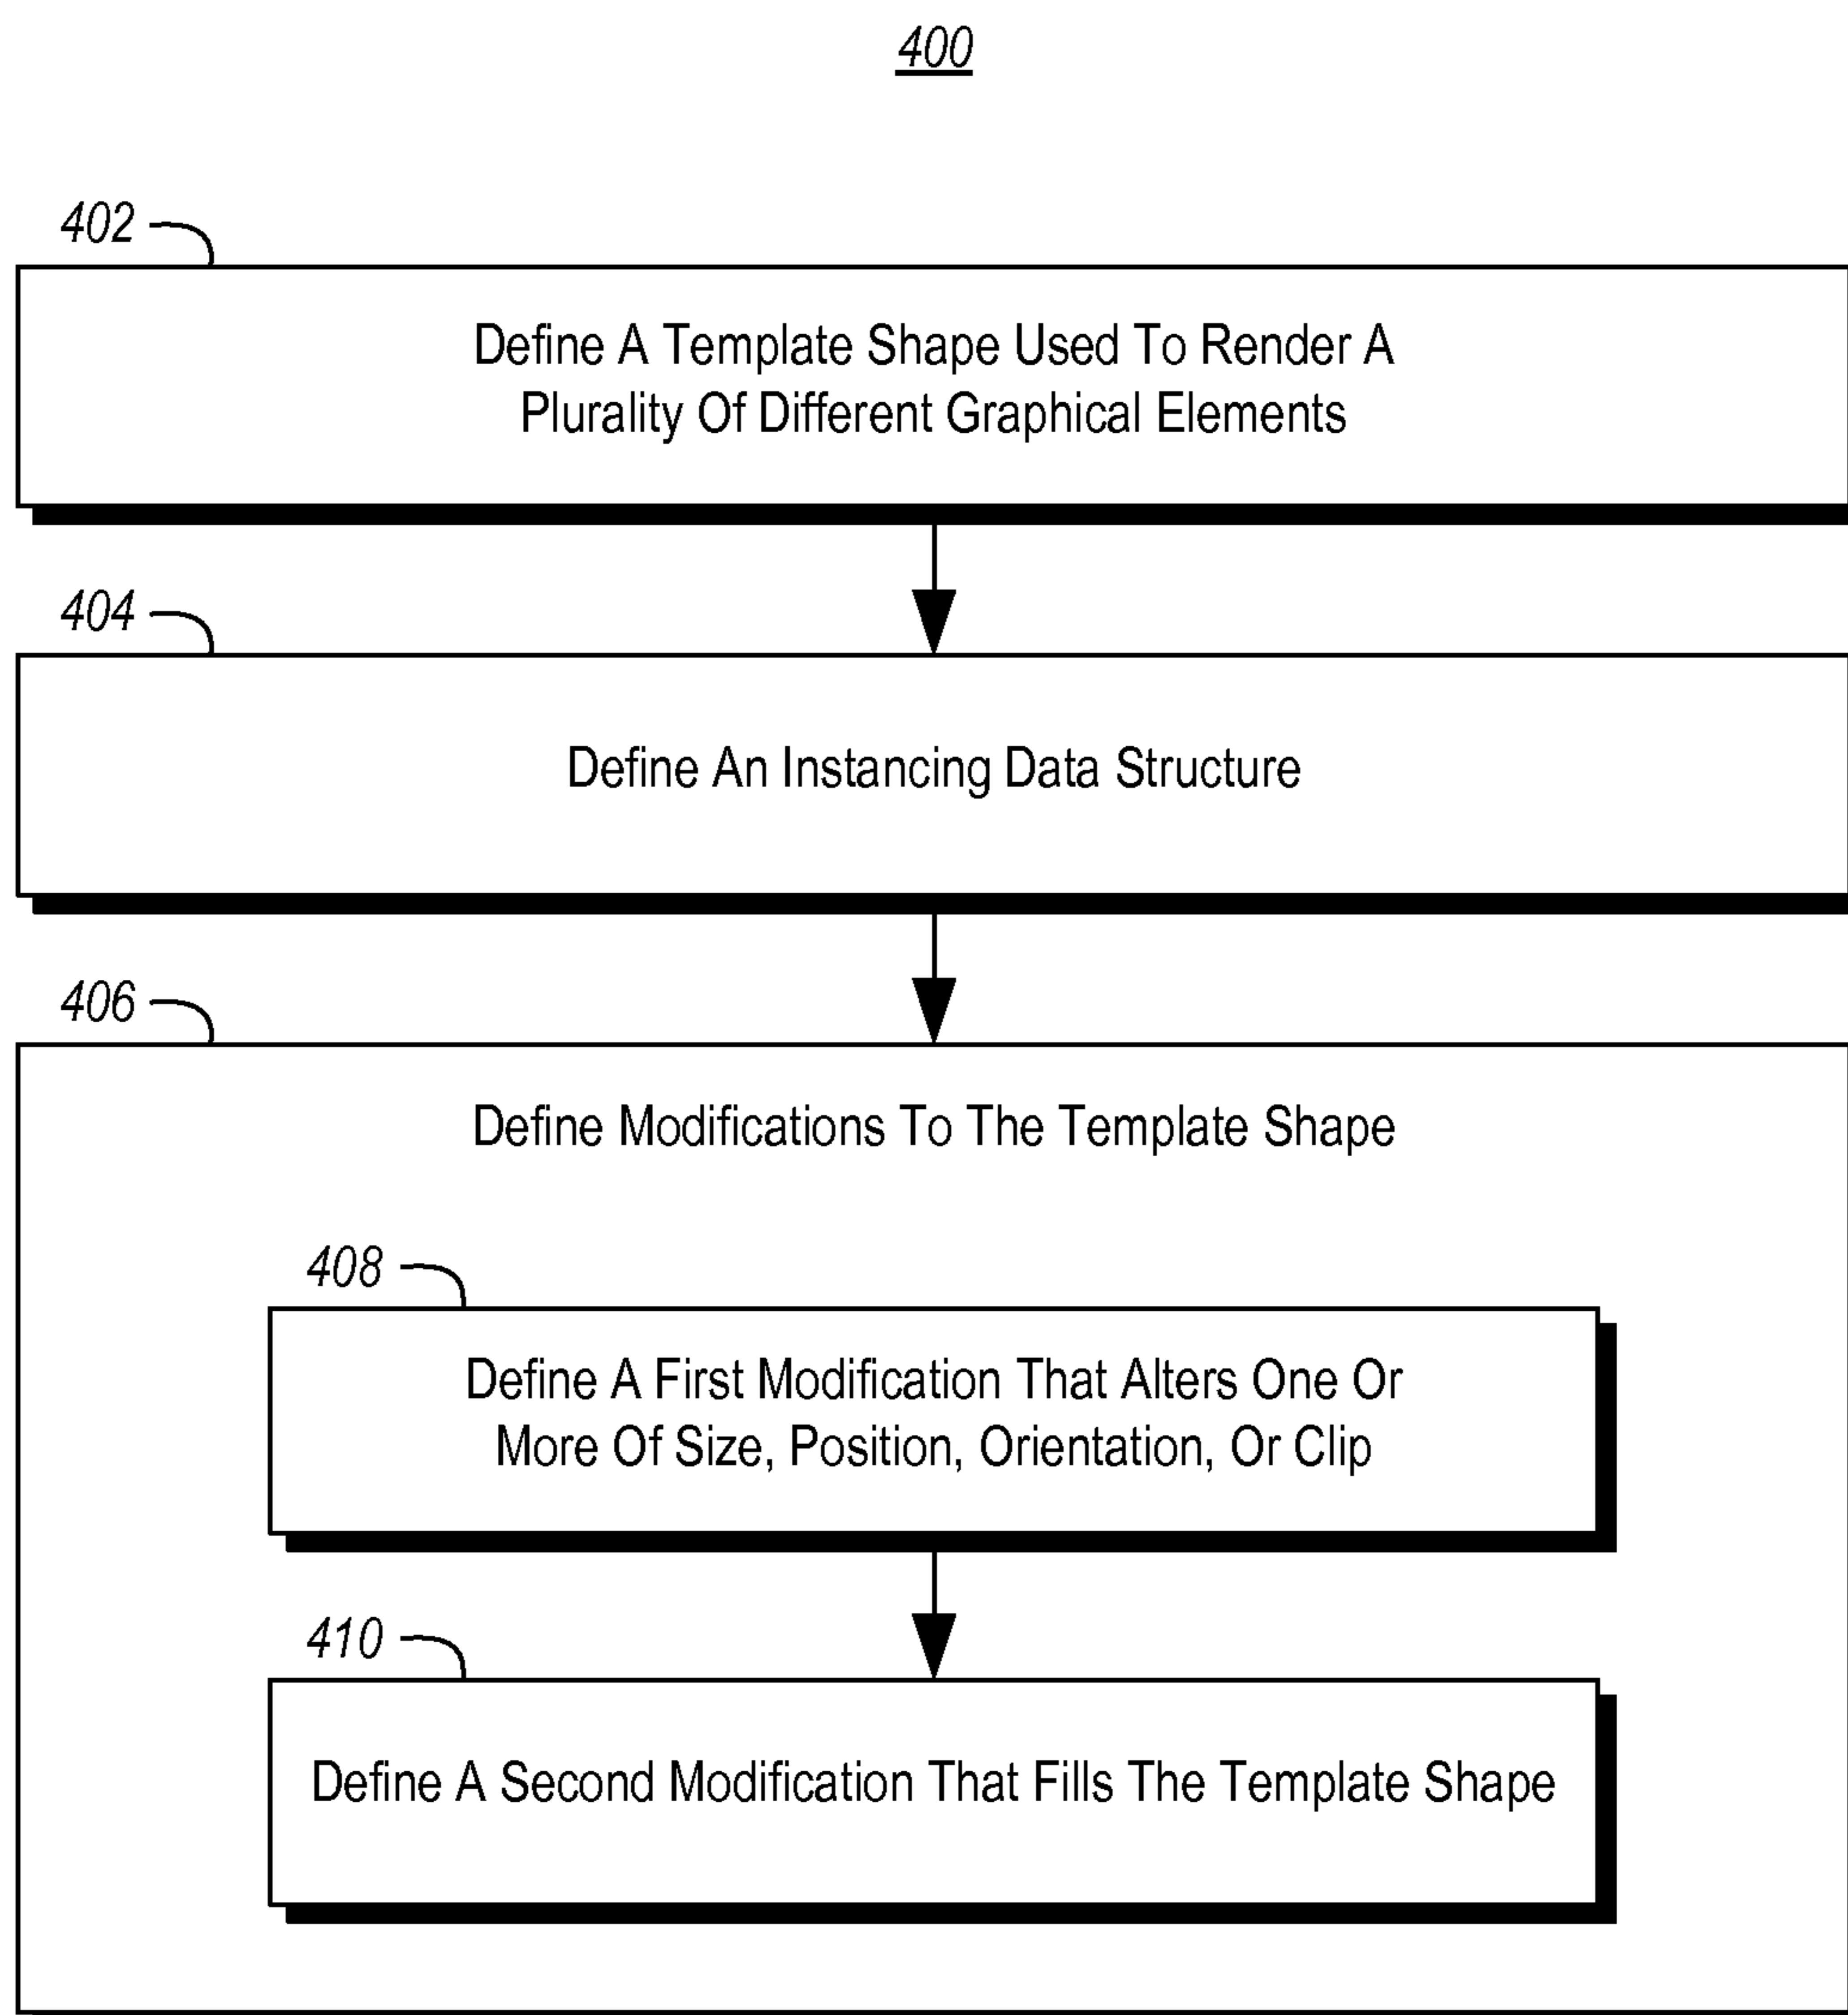 400
402
Define A Template Shape Used To Render A
Plurality Of Different Graphical Elements
404
Define An Instancing Data Structure
406
Define Modifications To The Template Shape
408
Define A First Modification That Alters One Or
More Of Size, Position, Orientation, Or Clip
410
Define A Second Modification That Fills The Template Shape